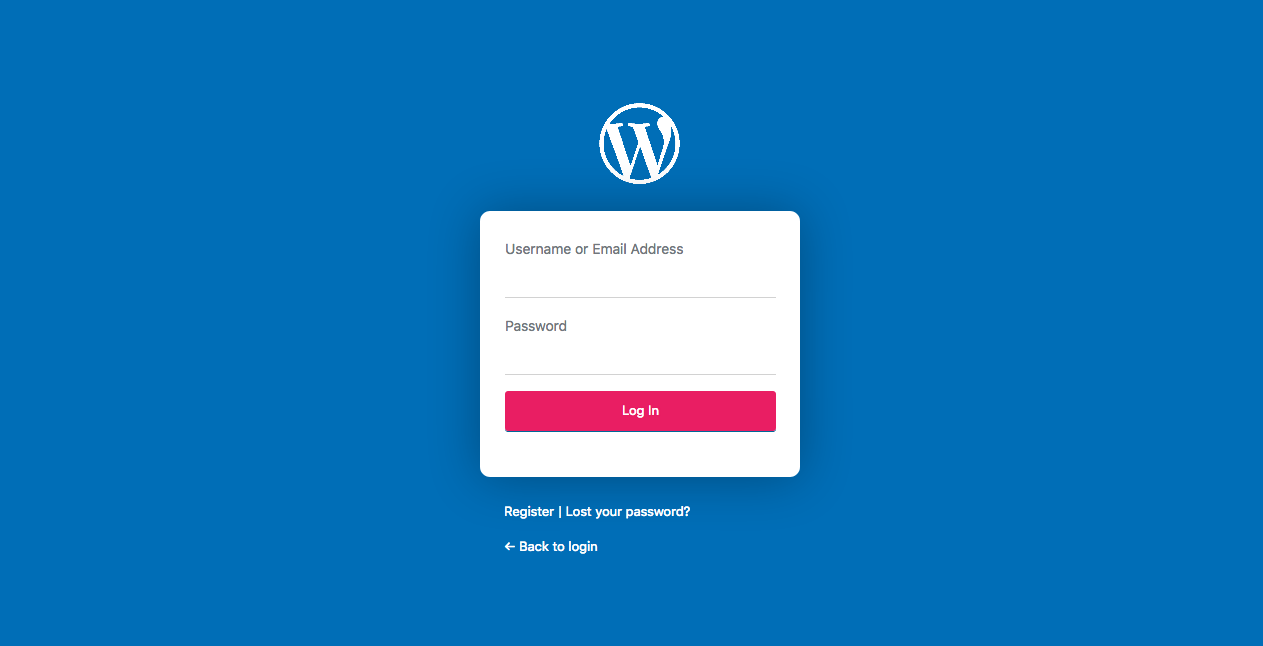 Username or Email Address
Password
Log In
Register | Lost your password?
← Back to login